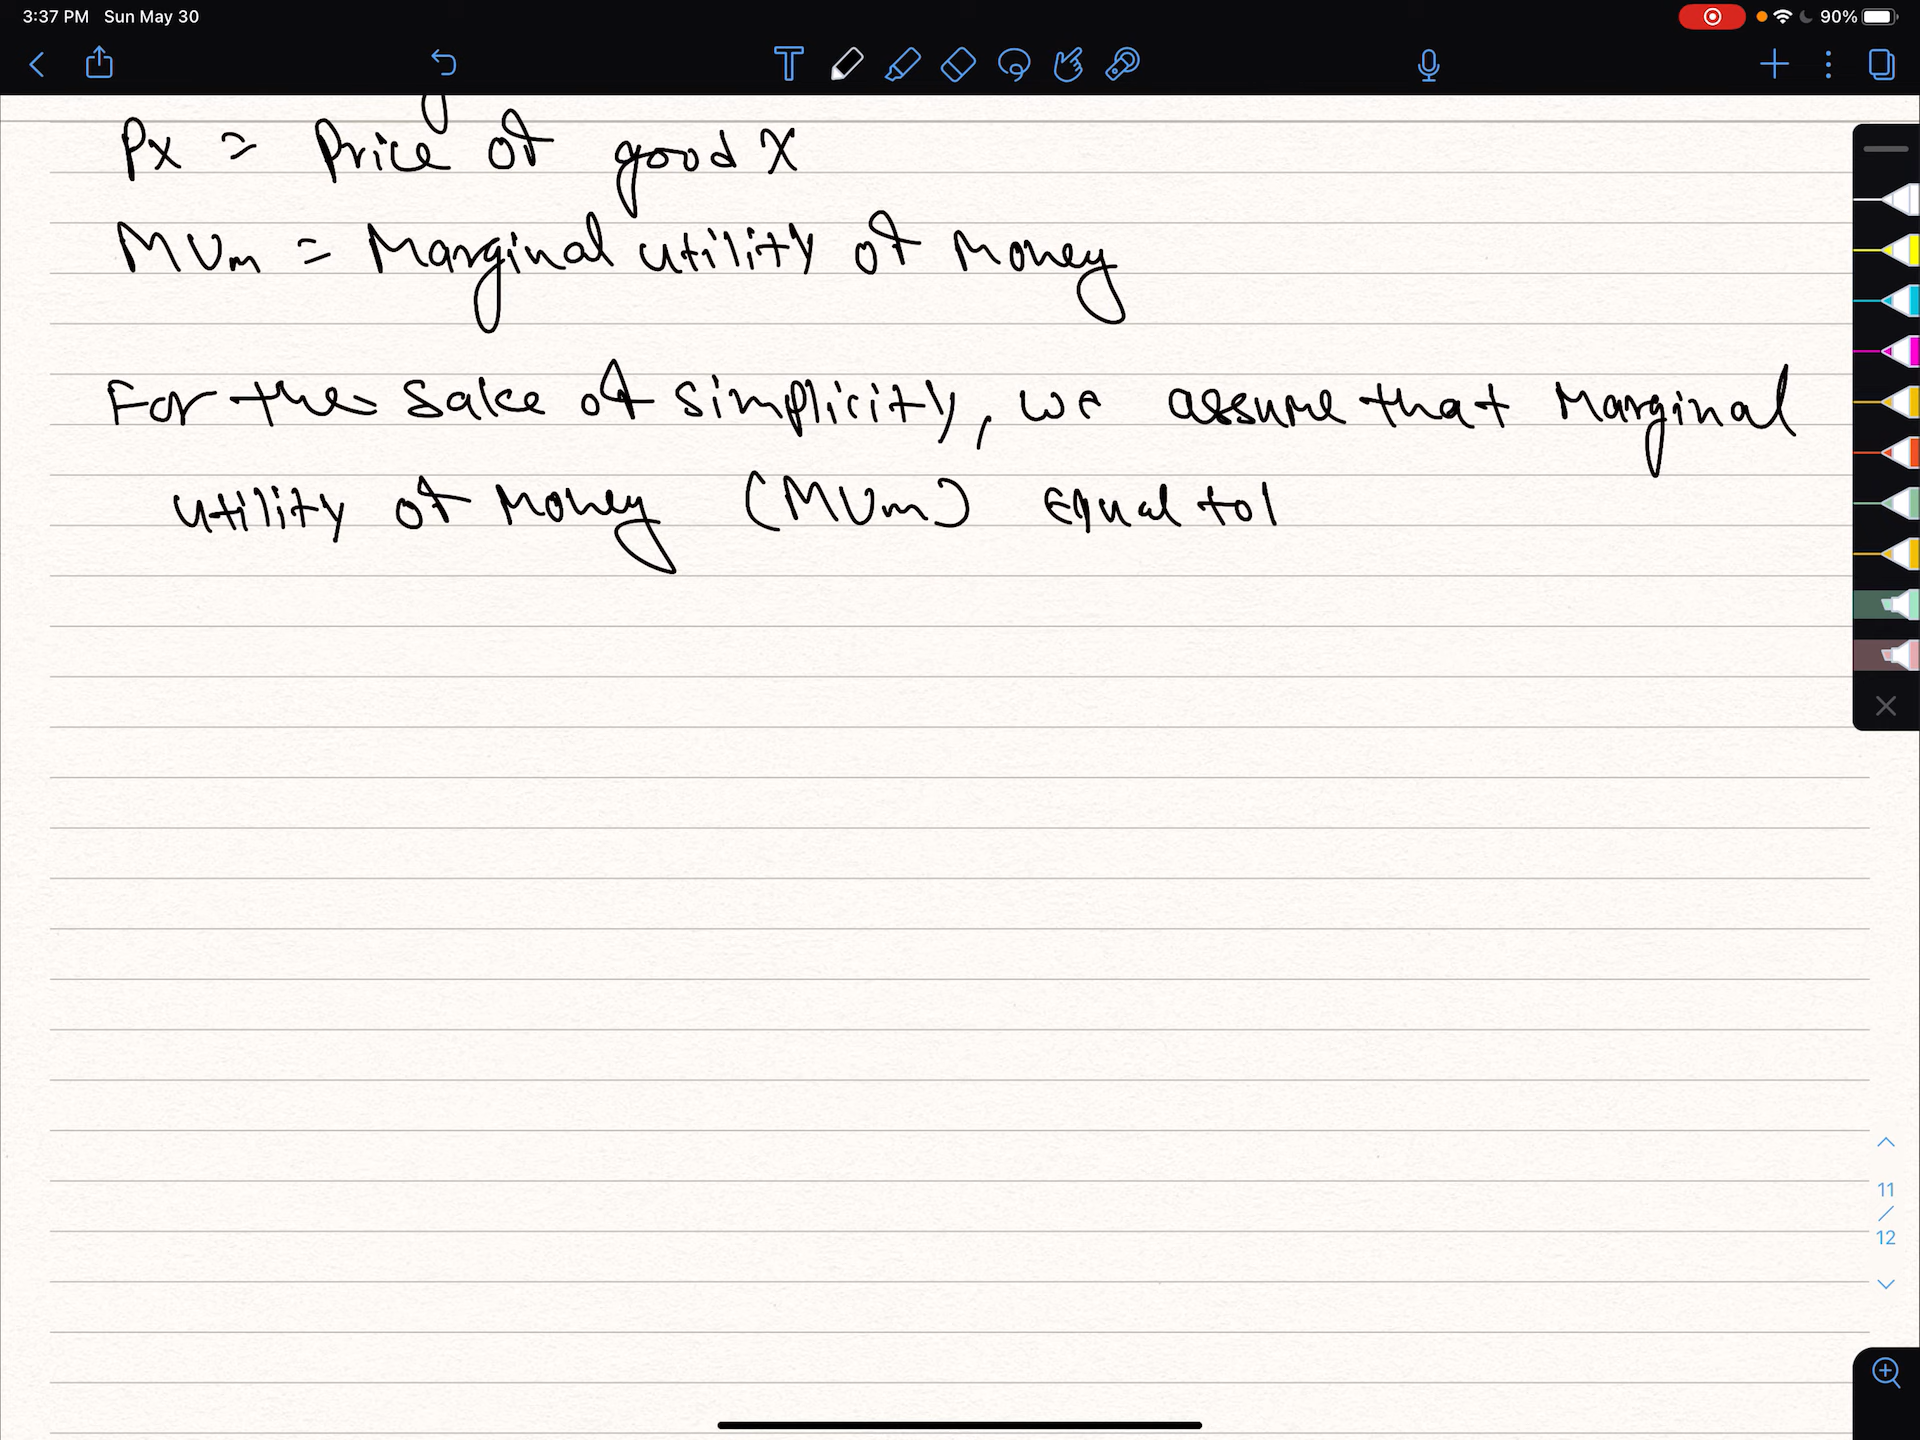 3:37 PM Sun May 30
90%
Px = Price of good X
MUm = Marginal utility of Money
For the sake of simplicity, we assume that Marginal
utility of Money (MUm) Equal to 1
11
/
12